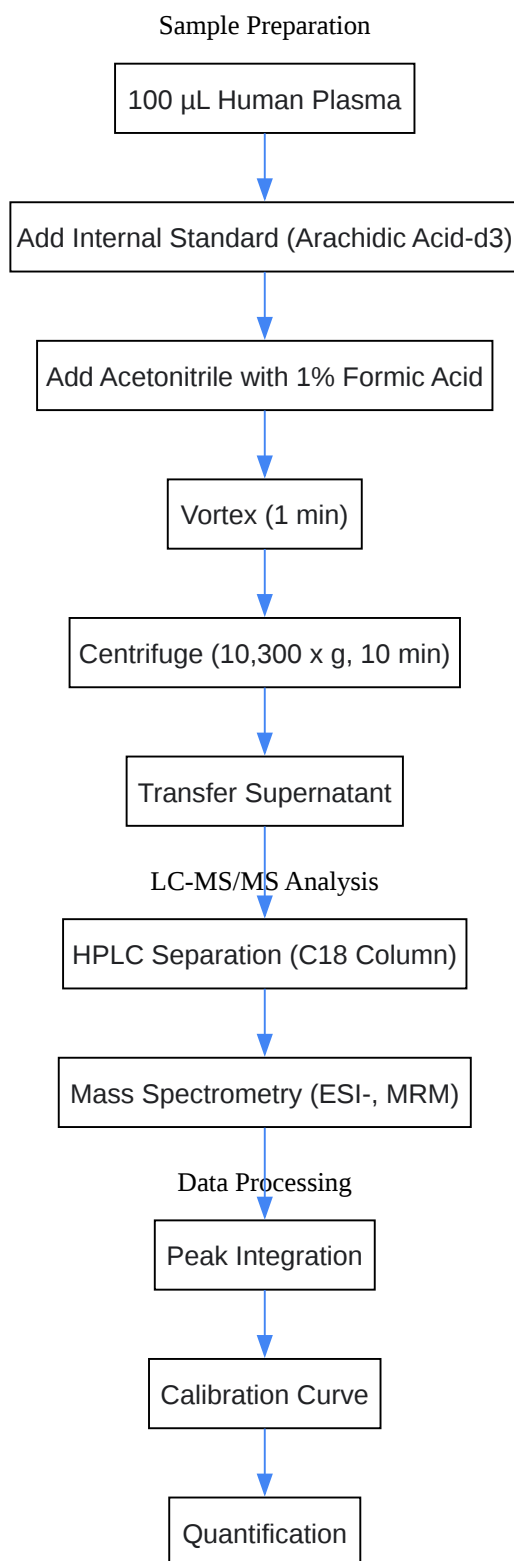 Sample Preparation
100 µL Human Plasma
Add Internal Standard (Arachidic Acid-d3)
Add Acetonitrile with 1% Formic Acid
Vortex (1 min)
Centrifuge (10,300 x g, 10 min)
Transfer Supernatant
LC-MS/MS Analysis
HPLC Separation (C18 Column)
Mass Spectrometry (ESI-, MRM)
Data Processing
Peak Integration
Calibration Curve
Quantification